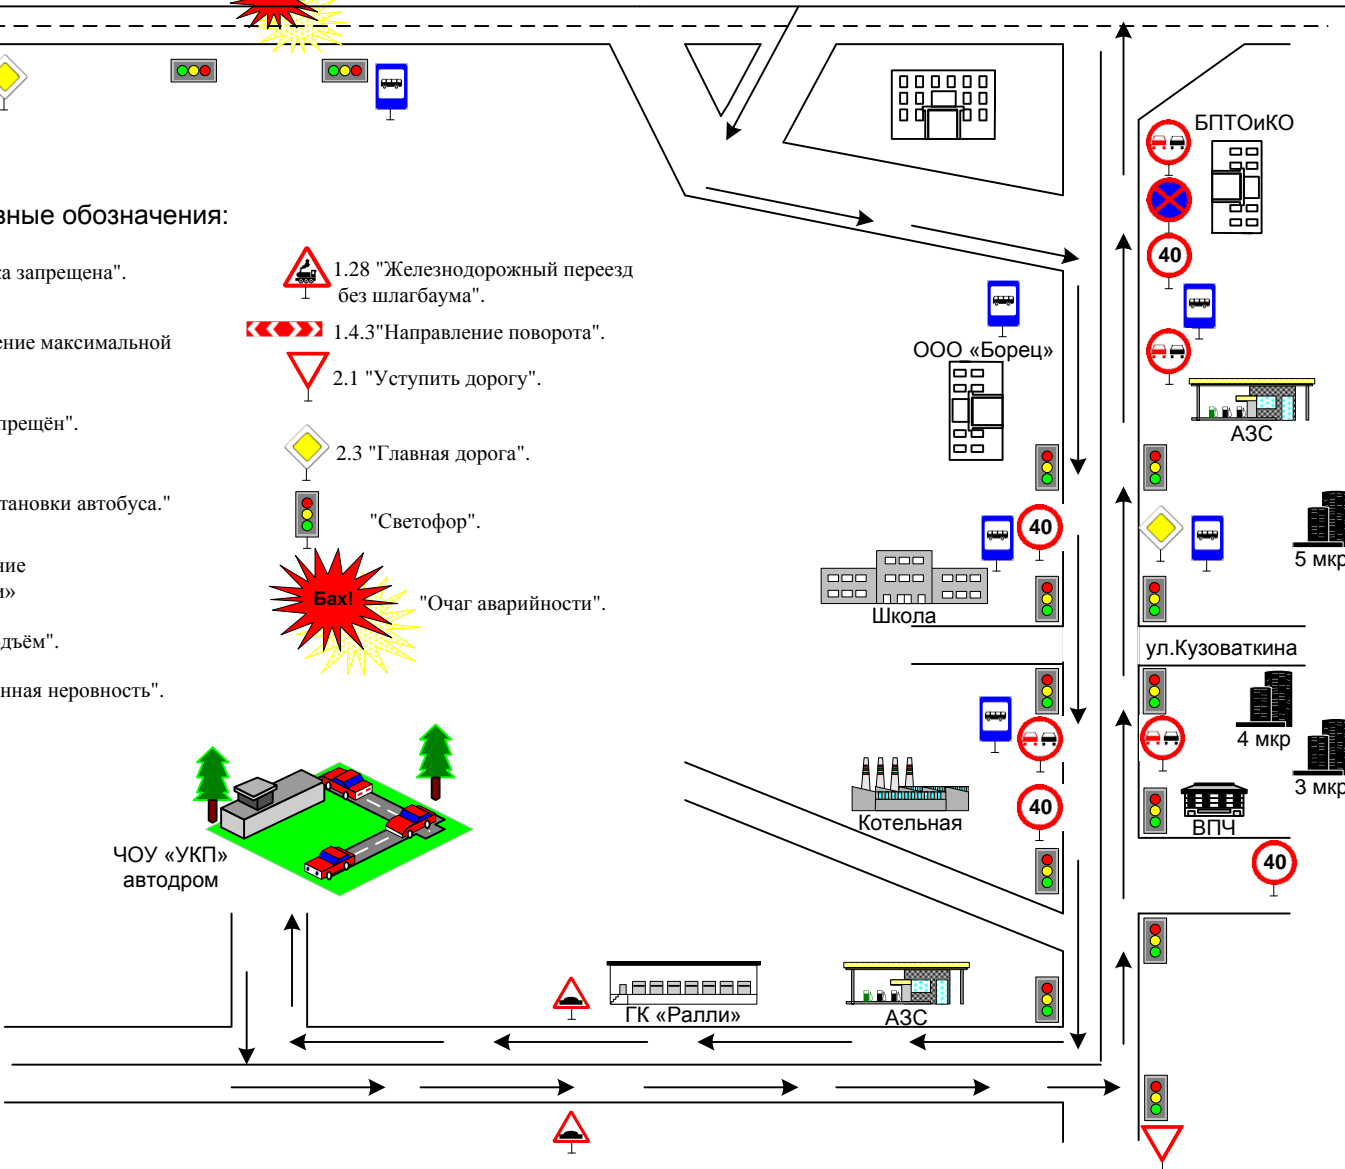 БПТОиКО
вные обозначения:
а запрещена".
1.28 "Железнодорожный переезд
без шлагбаума".
40
1.4.3"Направление поворота".
ение максимальной
ООО «Борец»
2.1 "Уступить дорогу".
прещён".
АЗС
2.3 "Главная дорога".
тановки автобуса."
"Светофор".
40
5 мкр
ние
и»
Бах!
"Очаг аварийности".
Школа
дъём".
ул.Кузоваткина
нная неровность".
4 мкр
3 мкр
40
Котельная
ВПЧ
ЧОУ «УКП»
автодром
40
ГК «Ралли»
АЗС